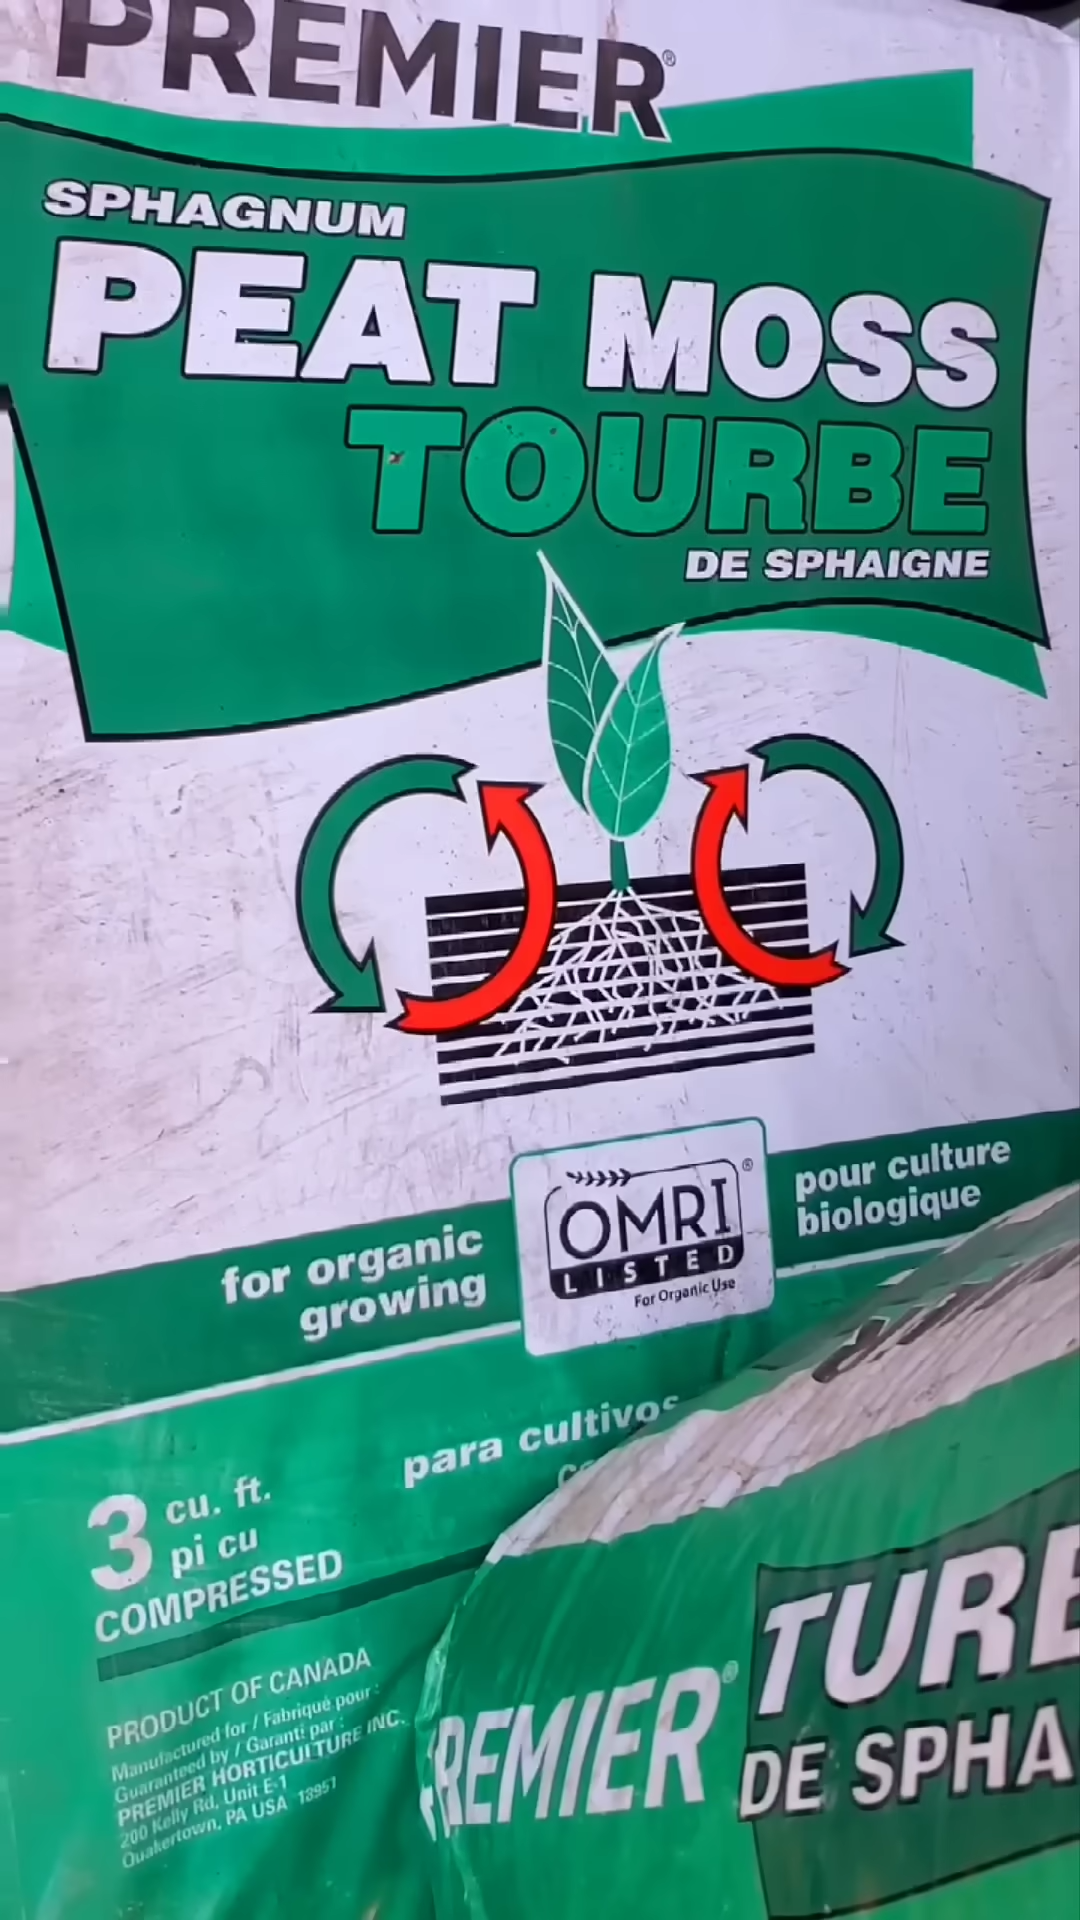 PREMIER®
SPHAGNUM
PEAT MOSS
TOURBE
DE SPHAIGNE
for organic
growing
OMRI®
LISTED
For Organic Use
pour culture
biologique
para cultivos
3 cu. ft.
pi cu
COMPRESSED
PRODUCT OF CANADA
Manufactured for / Fabriqué pour :
Guaranteed by / Garanti par :
PREMIER HORTICULTURE INC.
200 Kelly Rd, Unit E-1
Quakertown, PA USA 18951
PREMIER®
DE SPHA